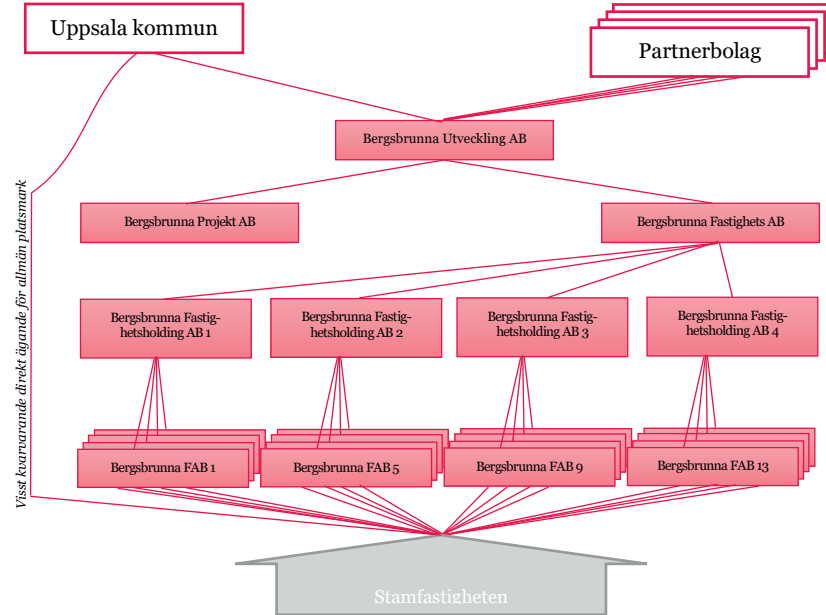 Uppsala kommun
Partnerbolag
Bergsbrunna Utveckling AB
Bergsbrunna Projekt AB
Bergsbrunna Fastighets AB
Visst kvarvarande direkt ägande för allmän platsmark
Bergsbrunna Fastig-
hetsholding AB 1
Bergsbrunna Fastig-
hetsholding AB 2
Bergsbrunna Fastig-
hetsholding AB 3
Bergsbrunna Fastig-
hetsholding AB 4
Bergsbrunna FAB 1
Bergsbrunna FAB 5
Bergsbrunna FAB 9
Bergsbrunna FAB 13
Stamfastigheten